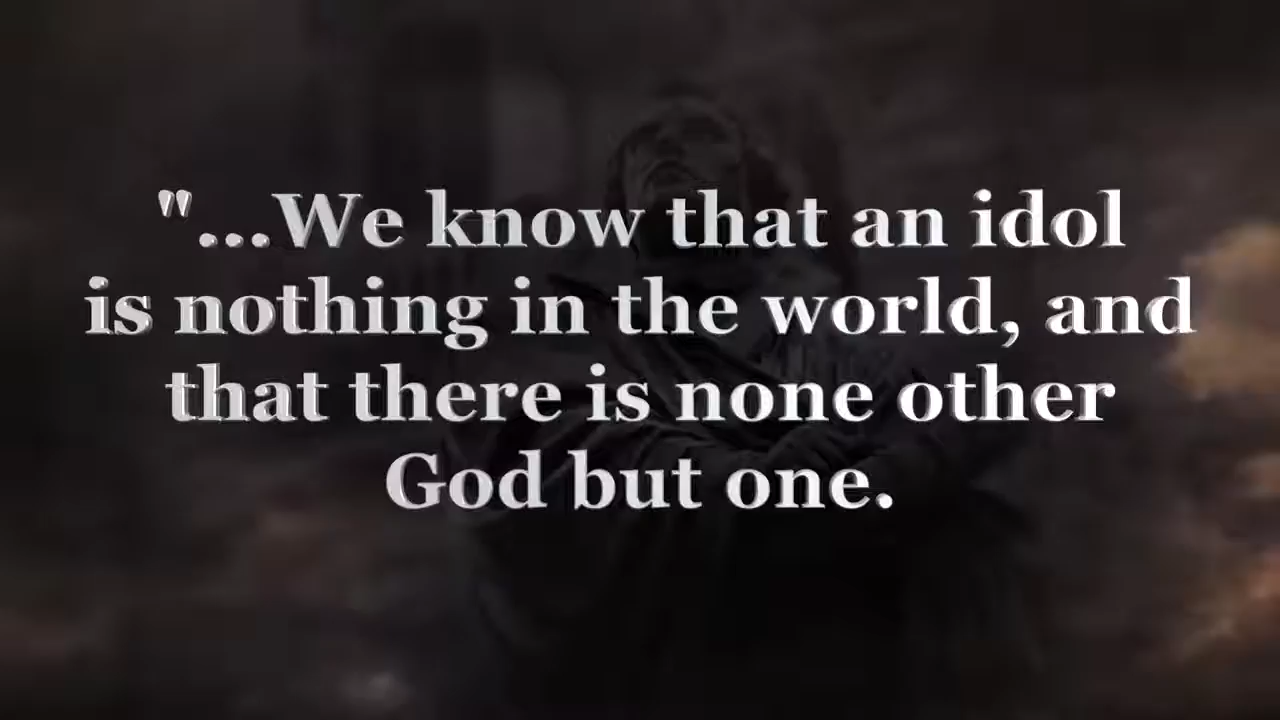 "...We know that an idol
is nothing in the world, and
that there is none other
God but one.